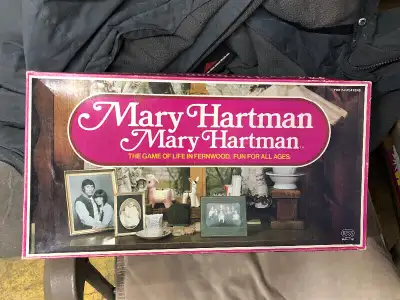 Mary Hartman
Mary Hartman
THE GAME OF LIFE IN FERNWOOD. FUN FOR ALL AGES.